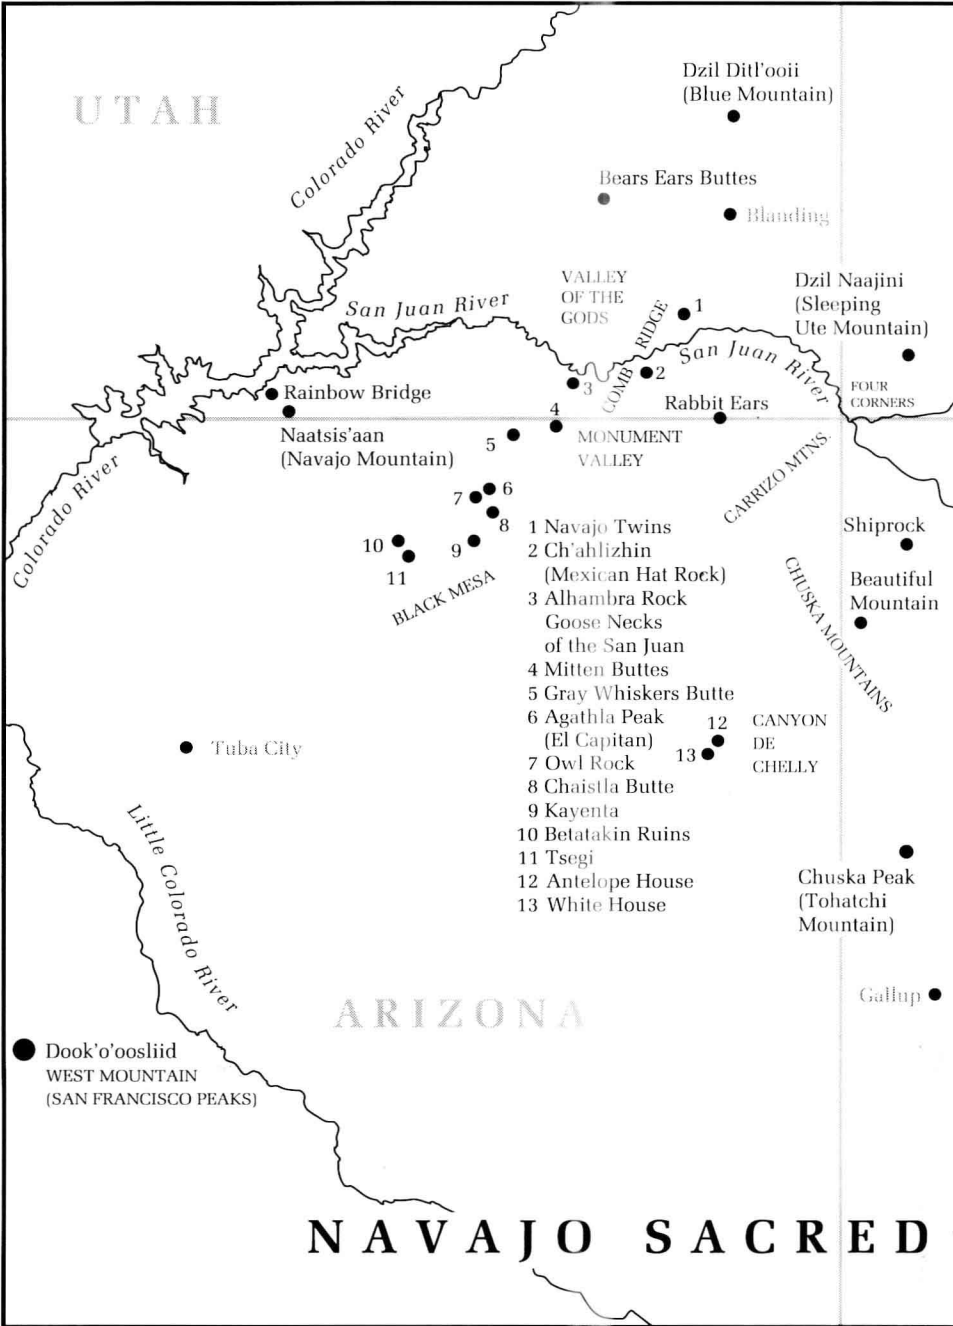 UTAH
Colorado River
Dzil Ditl'ooii
(Blue Mountain)
Bears Ears Buttes
Blanding
VALLEY
OF THE
GODS
COMB RIDGE
1
Dzil Naajini
(Sleeping
Ute Mountain)
San Juan River
San Juan River
2
3
FOUR
CORNERS
Rainbow Bridge
Rabbit Ears
4
Naatsis'aan
(Navajo Mountain)
5
MONUMENT
VALLEY
Colorado River
CARRIZO MTNS.
6
7
8
9
10
11
BLACK MESA
Shiprock
Beautiful
Mountain
CHUSKA MOUNTAINS
1 Navajo Twins
2 Ch'ahlizhin
(Mexican Hat Rock)
3 Alhambra Rock
Goose Necks
of the San Juan
4 Mitten Buttes
5 Gray Whiskers Butte
6 Agathla Peak
(El Capitan)
7 Owl Rock
8 Chaistla Butte
9 Kayenta
10 Betatakin Ruins
11 Tsegi
12 Antelope House
13 White House
12
13
CANYON
DE
CHELLY
Tuba City
Little Colorado River
Chuska Peak
(Tohatchi
Mountain)
Gallup
ARIZONA
Dook'o'oosliid
WEST MOUNTAIN
(SAN FRANCISCO PEAKS)
NAVAJO SACRED